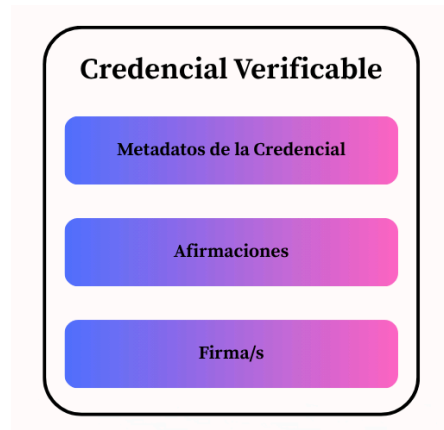 Credencial Verificable
Metadatos de la Credencial
Afirmaciones
Firma/s